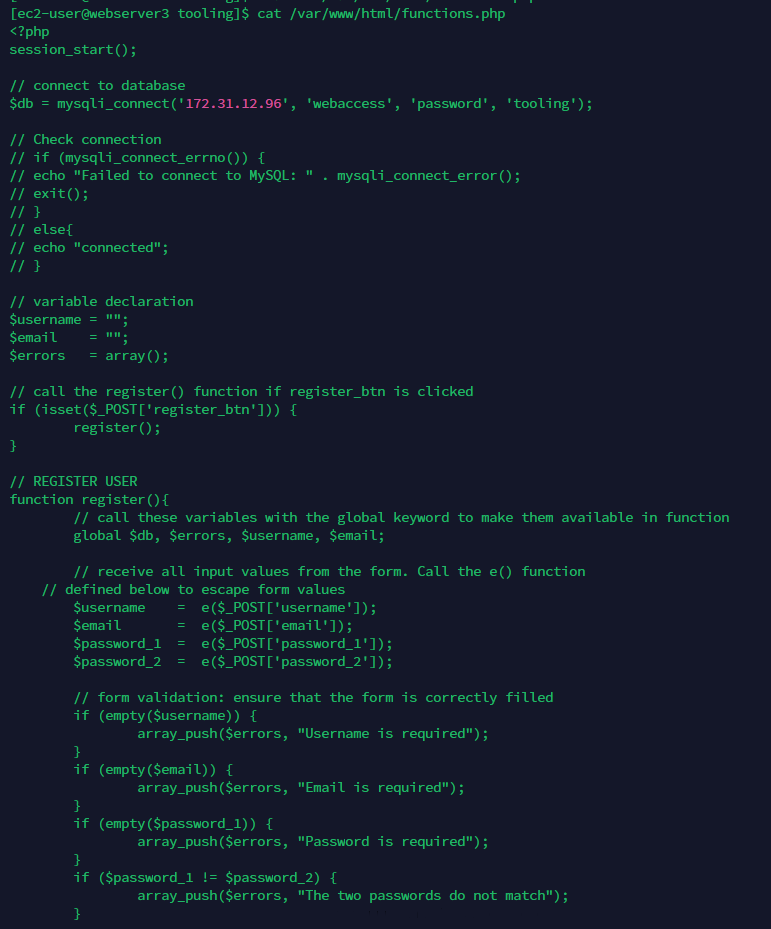 [ec2-user@webserver3 tooling]$ cat /var/www/html/functions.php
<?php
session_start();

// connect to database
$db = mysqli_connect('172.31.12.96', 'webaccess', 'password', 'tooling');

// Check connection
// if (mysqli_connect_errno()) {
// echo "Failed to connect to MySQL: " . mysqli_connect_error();
// exit();
// }
// else{
// echo "connected";
// }

// variable declaration
$username = "";
$email    = "";
$errors   = array();

// call the register() function if register_btn is clicked
if (isset($_POST['register_btn'])) {
        register();
}

// REGISTER USER
function register(){
        // call these variables with the global keyword to make them available in function
        global $db, $errors, $username, $email;

        // receive all input values from the form. Call the e() function
    // defined below to escape form values
        $username    =  e($_POST['username']);
        $email       =  e($_POST['email']);
        $password_1  =  e($_POST['password_1']);
        $password_2  =  e($_POST['password_2']);

        // form validation: ensure that the form is correctly filled
        if (empty($username)) {
                array_push($errors, "Username is required");
        }
        if (empty($email)) {
                array_push($errors, "Email is required");
        }
        if (empty($password_1)) {
                array_push($errors, "Password is required");
        }
        if ($password_1 != $password_2) {
                array_push($errors, "The two passwords do not match");
        }